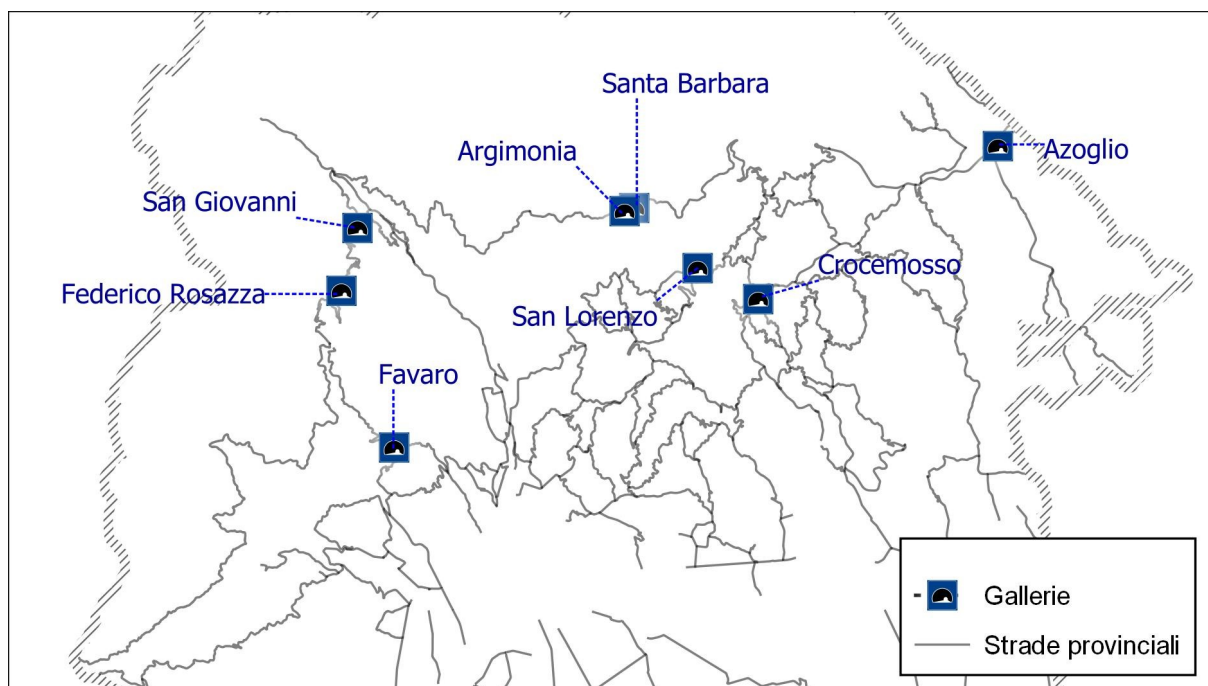 Santa Barbara
Argimonia
Azoglio
San Giovanni
Crocemosso
Federico Rosazza
San Lorenzo
Favaro
Gallerie
Strade provinciali